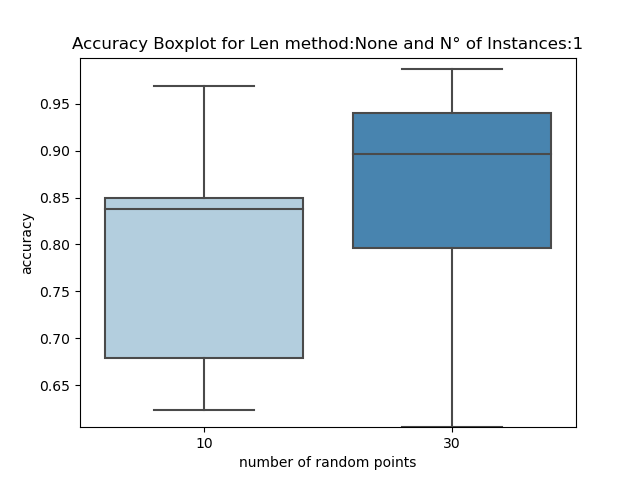 Accuracy Boxplot for Len method:None and N° of Instances:1
0.95
0.90
0.85
0.80
0.75
0.70
0.65
accuracy
10 30
number of random points